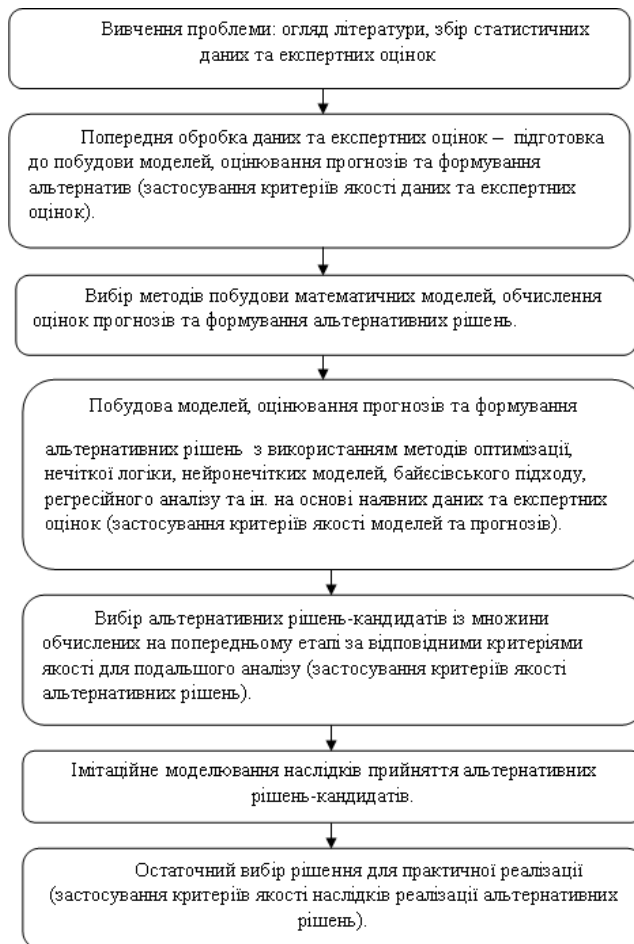 Вивчення проблеми: огляд літератури, збір статистичних
даних та експертних оцінок
Попередня обробка даних та експертних оцінок – підготовка
до побудови моделей, оцінювання прогнозів та формування
альтернатив (застосування критеріїв якості даних та експертних
оцінок).
Вибір методів побудови математичних моделей, обчислення
оцінок прогнозів та формування альтернативних рішень.
Побудова моделей, оцінювання прогнозів та формування
альтернативних рішень з використанням методів оптимізації,
нечіткої логіки, нейронечітких моделей, байєсівського підходу,
регресійного аналізу та ін. на основі наявних даних та експертних
оцінок (застосування критеріїв якості моделей та прогнозів).
Вибір альтернативних рішень-кандидатів із множини
обчислених на попередньому етапі за відповідними критеріями
якості для подальшого аналізу (застосування критеріїв якості
альтернативних рішень).
Імітаційне моделювання наслідків прийняття альтернативних
рішень-кандидатів.
Остаточний вибір рішення для практичної реалізації
(застосування критеріїв якості наслідків реалізації альтернативних
рішень).